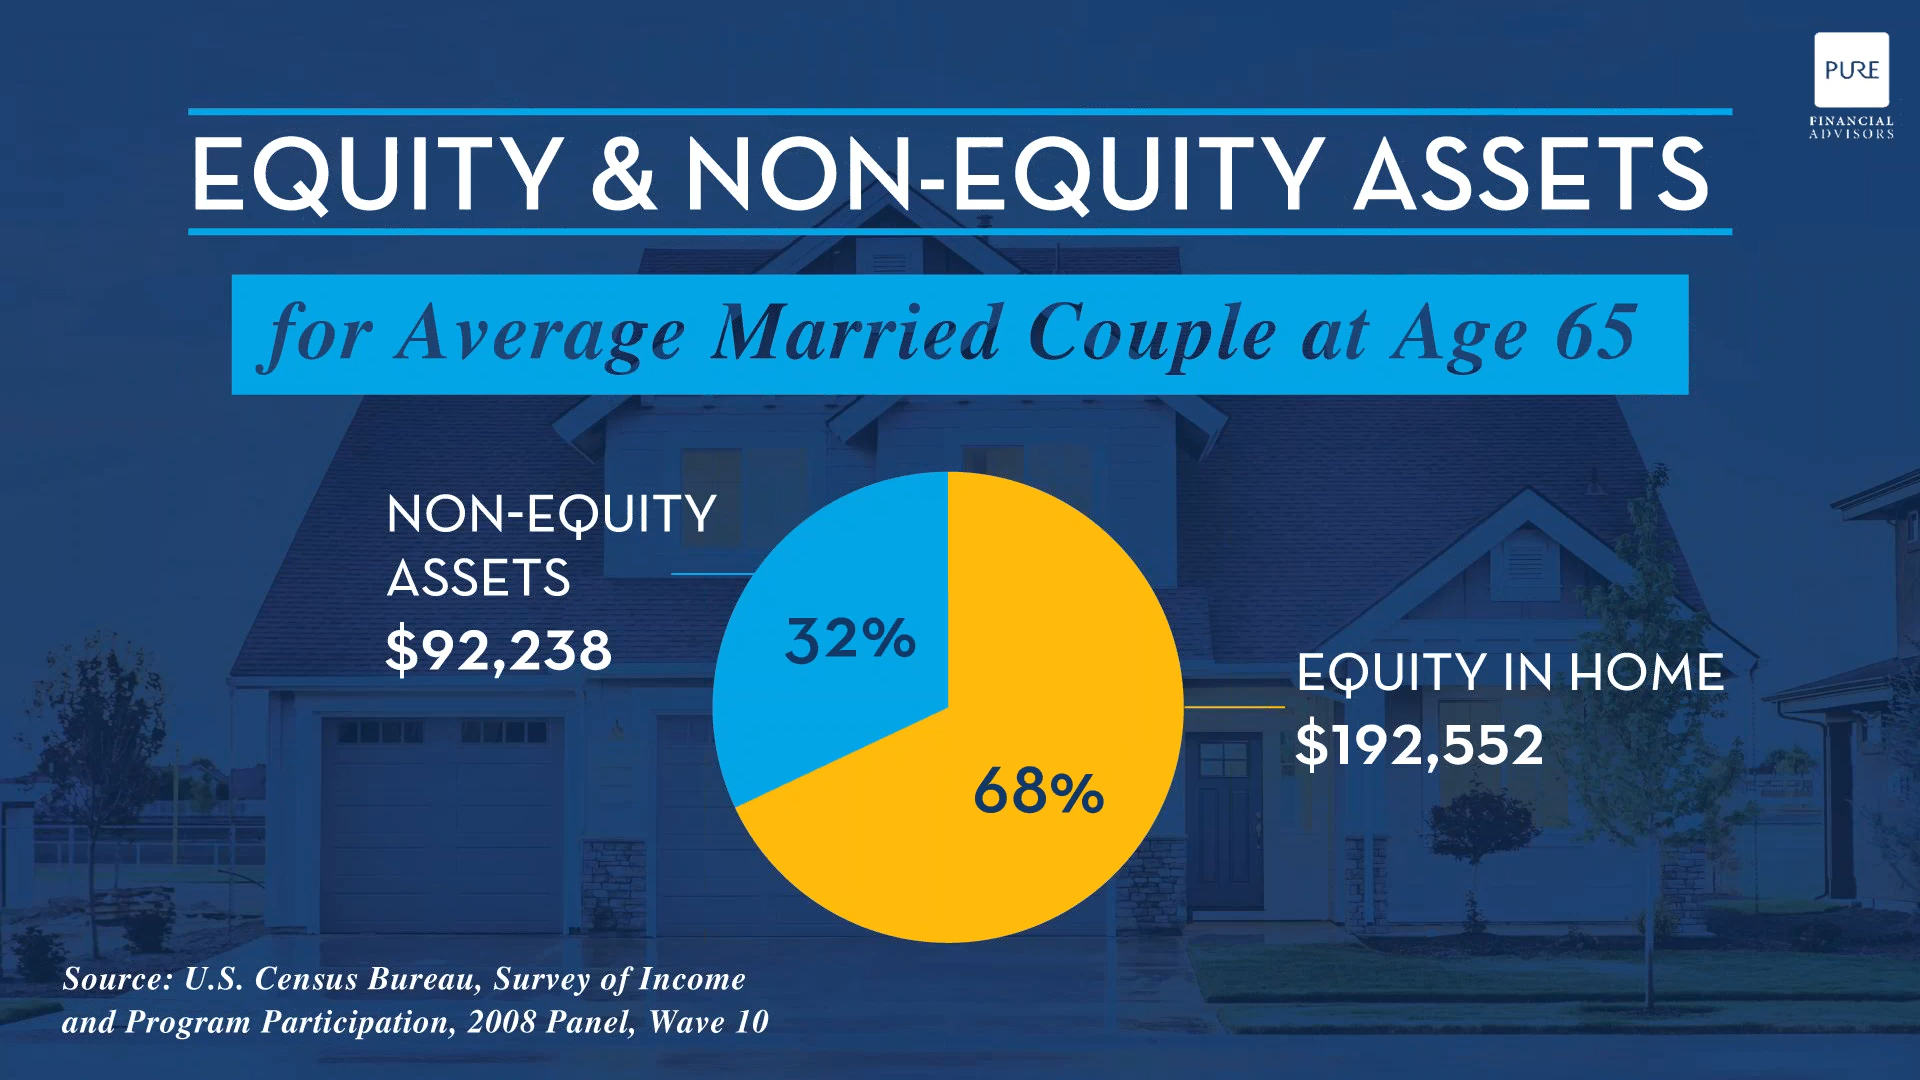 PURE
FINANCIAL
ADVISORS
EQUITY & NON-EQUITY ASSETS
for Average Married Couple at Age 65
NON-EQUITY
ASSETS
$92,238
32%
68%
EQUITY IN HOME
$192,552
Source: U.S. Census Bureau, Survey of Income
and Program Participation, 2008 Panel, Wave 10